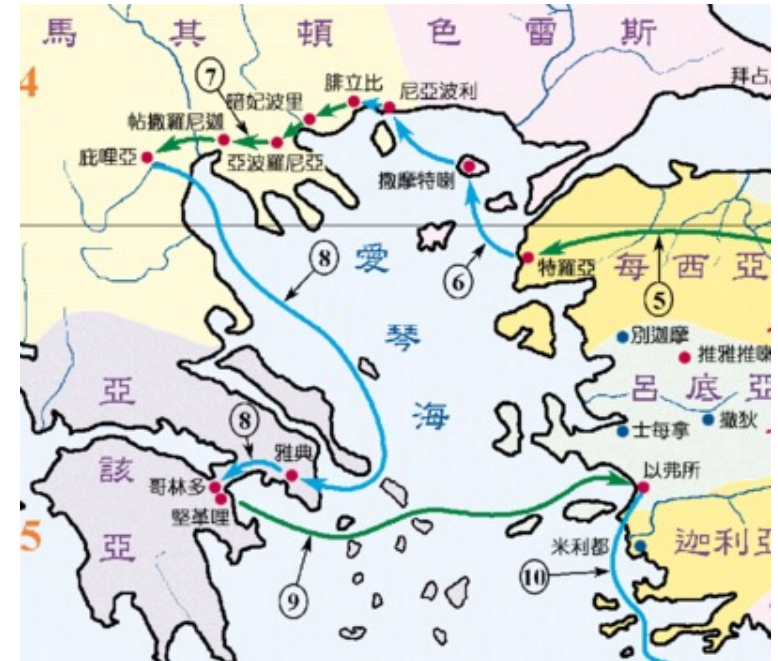 馬其頓
色雷斯
4
⑦
腓立比
尼亞波利
拜占
暗妃波里
帖撒羅尼迦
庇哩亞
亞波羅尼亞
撒摩特喇
⑧
愛琴海
⑥
特羅亞
每西亞
⑤
別迦摩
推雅推喇
呂底亞
撒狄
士每拿
亞該亞
⑧
雅典
哥林多
堅革哩
以弗所
5
⑨
米利都
⑩
迦利亞